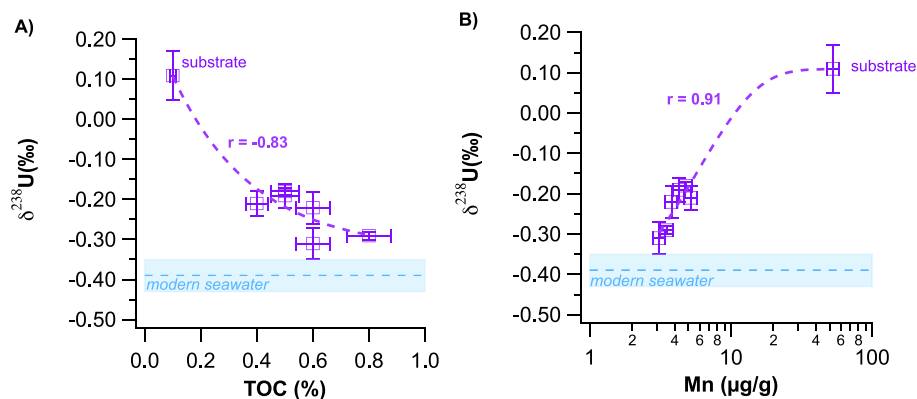 A)
0.20
0.10
0.00
-0.10
-0.20
-0.30
-0.40
-0.50
δ238U(‰)
substrate
r = -0.83
modern seawater
0.0 0.2 0.4 0.6 0.8 1.0
TOC (%)
B)
0.20
0.10
0.00
-0.10
-0.20
-0.30
-0.40
-0.50
δ238U(‰)
substrate
r = 0.91
modern seawater
1 2 4 6 8 10 2 4 6 8 100
Mn (µg/g)